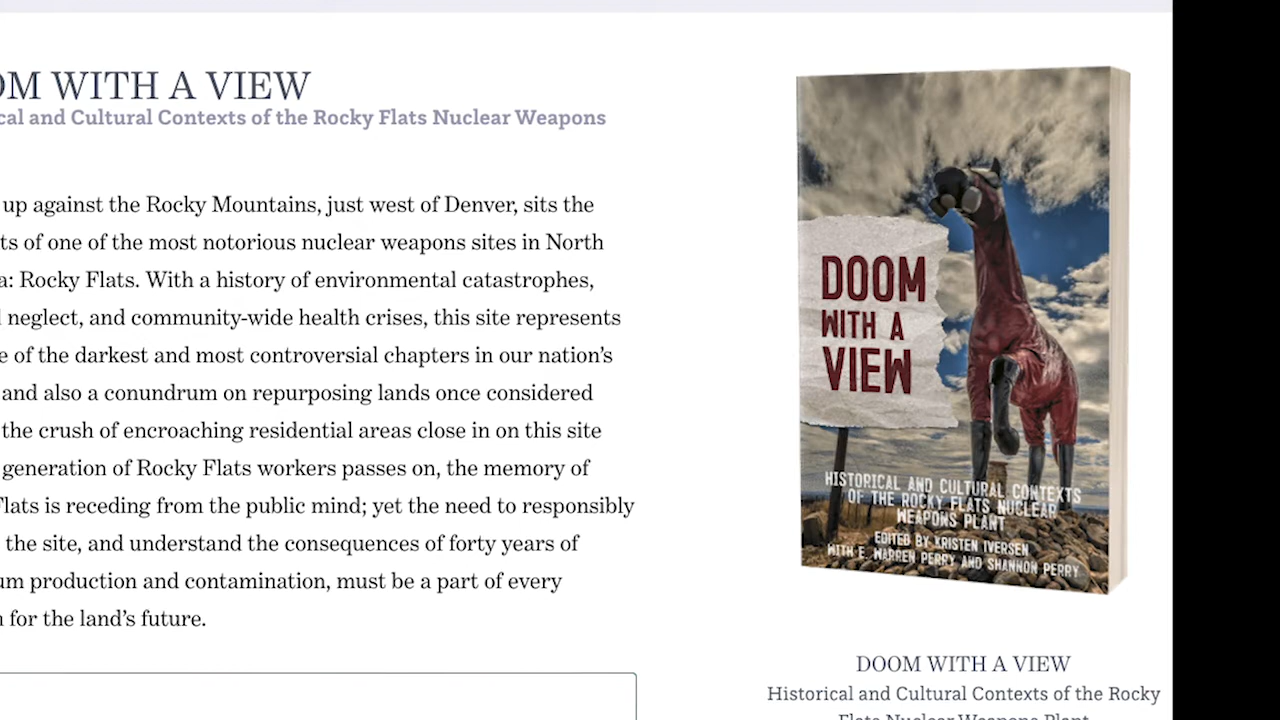 OM WITH A VIEW
cal and Cultural Contexts of the Rocky Flats Nuclear Weapons
up against the Rocky Mountains, just west of Denver, sits the
ts of one of the most notorious nuclear weapons sites in North
a: Rocky Flats. With a history of environmental catastrophes,
neglect, and community-wide health crises, this site represents
e of the darkest and most controversial chapters in our nation's
and also a conundrum on repurposing lands once considered
the crush of encroaching residential areas close in on this site
generation of Rocky Flats workers passes on, the memory of
Flats is receding from the public mind; yet the need to responsibly
the site, and understand the consequences of forty years of
um production and contamination, must be a part of every
n for the land's future.
DOOM
WITH A
VIEW
HISTORICAL AND CULTURAL CONTEXTS
OF THE ROCKY FLATS NUCLEAR
WEAPONS PLANT
EDITED BY KRISTEN IVERSEN
WITH E. WARREN PERRY AND SHANNON PERRY
DOOM WITH A VIEW
Historical and Cultural Contexts of the Rocky
Flats Nuclear Weapons Plant